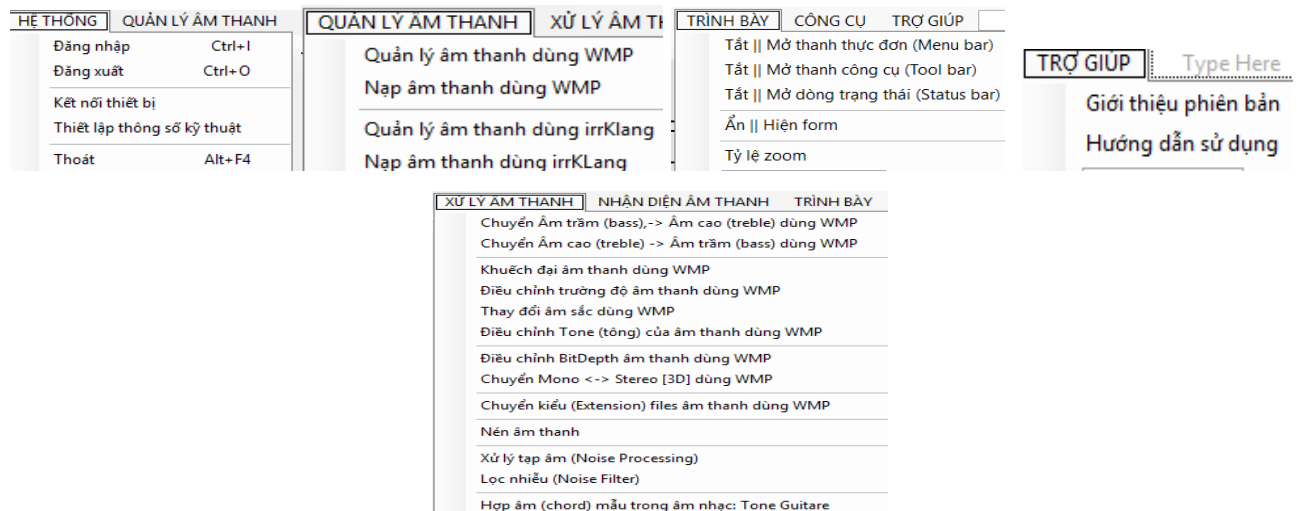 HỆ THỐNG QUẢN LÝ ÂM THANH
Đăng nhập Ctrl+I
Đăng xuất Ctrl+O
Kết nối thiết bị
Thiết lập thông số kỹ thuật
Thoát Alt+F4
QUẢN LÝ ÂM THANH XỬ LÝ ÂM TH
Quản lý âm thanh dùng WMP
Nạp âm thanh dùng WMP
Quản lý âm thanh dùng irrKlang
Nạp âm thanh dùng irrKLang
TRÌNH BÀY CÔNG CỤ TRỢ GIÚP
Tắt || Mở thanh thực đơn (Menu bar)
Tắt || Mở thanh công cụ (Tool bar)
Tắt || Mở dòng trạng thái (Status bar)
Ẩn || Hiện form
Tỷ lệ zoom
TRỢ GIÚP Type Here
Giới thiệu phiên bản
Hướng dẫn sử dụng
XỬ LÝ ÂM THANH NHẬN DIỆN ÂM THANH TRÌNH BÀY
Chuyển Âm trầm (bass),-> Âm cao (treble) dùng WMP
Chuyển Âm cao (treble) -> Âm trầm (bass) dùng WMP
Khuếch đại âm thanh dùng WMP
Điều chỉnh trường độ âm thanh dùng WMP
Thay đổi âm sắc dùng WMP
Điều chỉnh Tone (tông) của âm thanh dùng WMP
Điều chỉnh BitDepth âm thanh dùng WMP
Chuyển Mono <-> Stereo [3D] dùng WMP
Chuyển kiểu (Extension) files âm thanh dùng WMP
Nén âm thanh
Xử lý tạp âm (Noise Processing)
Lọc nhiễu (Noise Filter)
Hợp âm (chord) mẫu trong âm nhạc: Tone Guitare